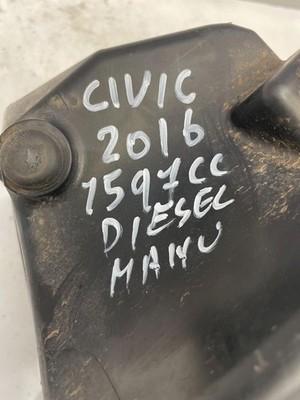 CIVIC
2016
1597CC
DIESEL
MANU